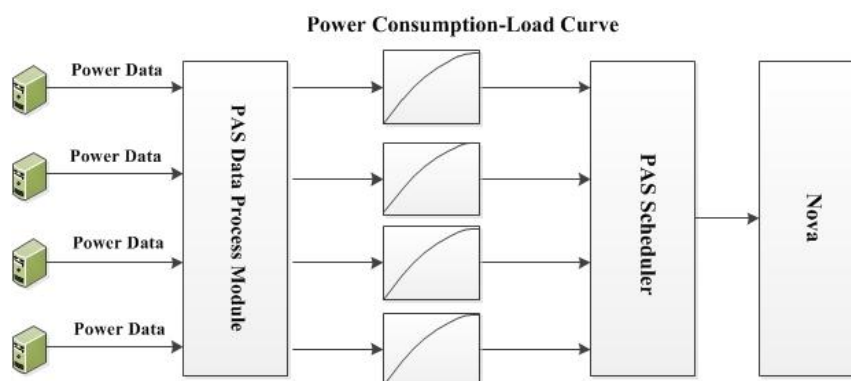 Power Consumption-Load Curve
Power Data
Power Data
Power Data
Power Data
PAS Data Process Module
PAS Scheduler
Nova